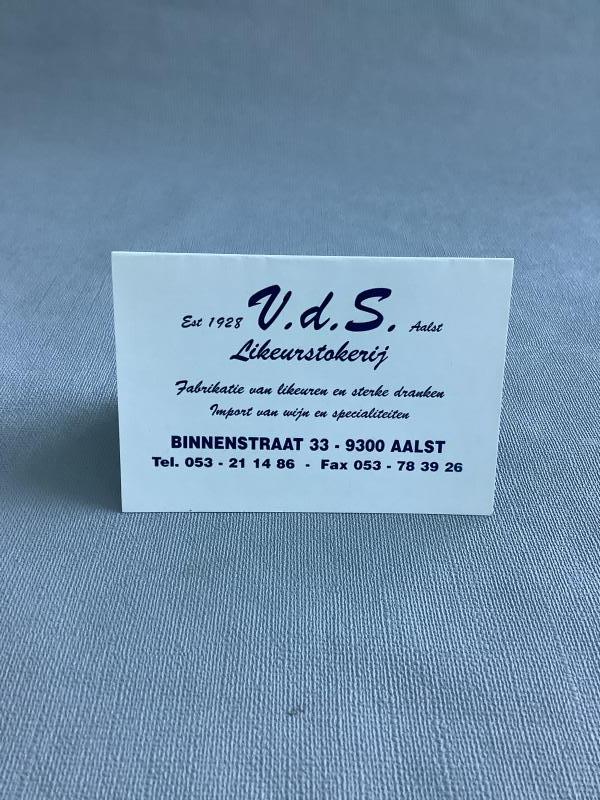 Est 1928 V.d.S. Aalst
Likeurstokerij
Fabrikatie van likeuren en sterke dranken
Import van wijn en specialiteiten
BINNENSTRAAT 33 - 9300 AALST
Tel. 053 - 21 14 86 - Fax 053 - 78 39 26